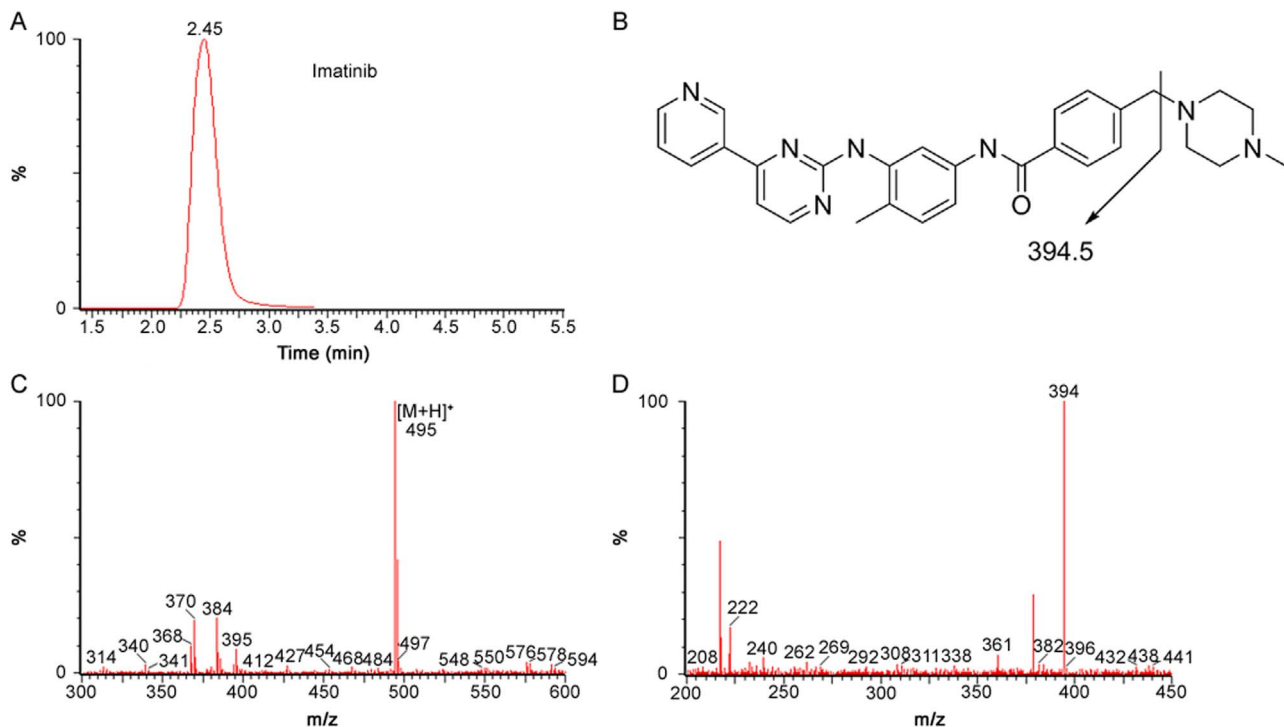 A
2.45
100
Imatinib
%
0
1.5 2.0 2.5 3.0 3.5 4.0 4.5 5.0 5.5
Time (min)
B
N
N
N
N
N
O
N
N
394.5
C
100
[M+H]+
495
%
370 384
368 395
340
314 341 412 427 454 468 484 497 548 550 576 578 594
0
300 350 400 450 500 550 600
m/z
D
394
100
%
222
208 240 262 269 292 308 311 338 361 382 396 432 438 441
0
200 250 300 350 400 450
m/z